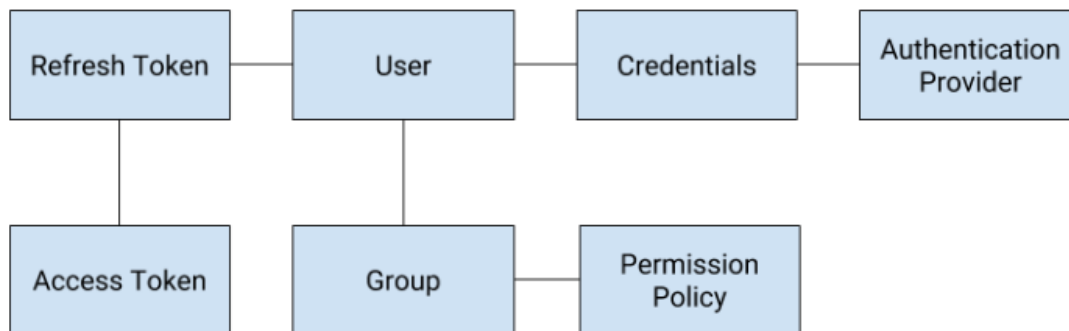 Refresh Token
User
Credentials
Authentication
Provider
Access Token
Group
Permission
Policy